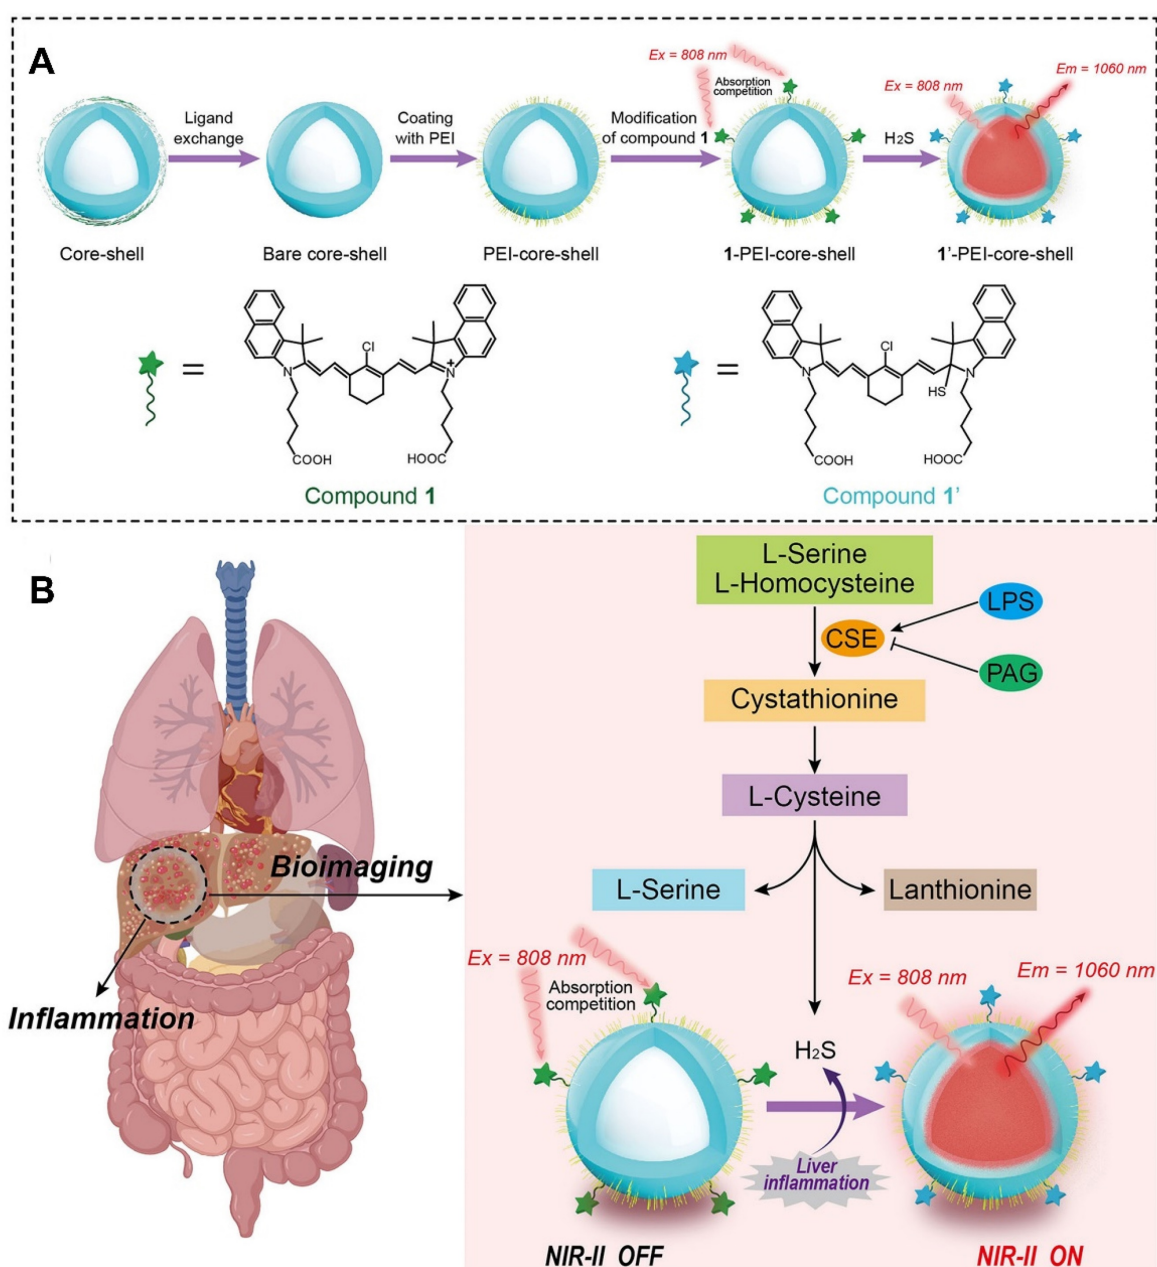 A
Ligand
exchange
Coating
with PEI
Modification
of compound 1
Ex = 808 nm
Absorption
competition
H2S
Ex = 808 nm
Em = 1060 nm
Core-shell
Bare core-shell
PEI-core-shell
1-PEI-core-shell
1'-PEI-core-shell
=
Cl
N
+
N
COOH
HOOC
Compound 1
=
Cl
N
HS
N
COOH
HOOC
Compound 1'
B
Bioimaging
Inflammation
L-Serine
L-Homocysteine
CSE
LPS
PAG
Cystathionine
L-Cysteine
L-Serine
Lanthionine
Ex = 808 nm
Absorption
competition
H₂S
Liver
inflammation
Ex = 808 nm
Em = 1060 nm
NIR-II OFF
NIR-II ON